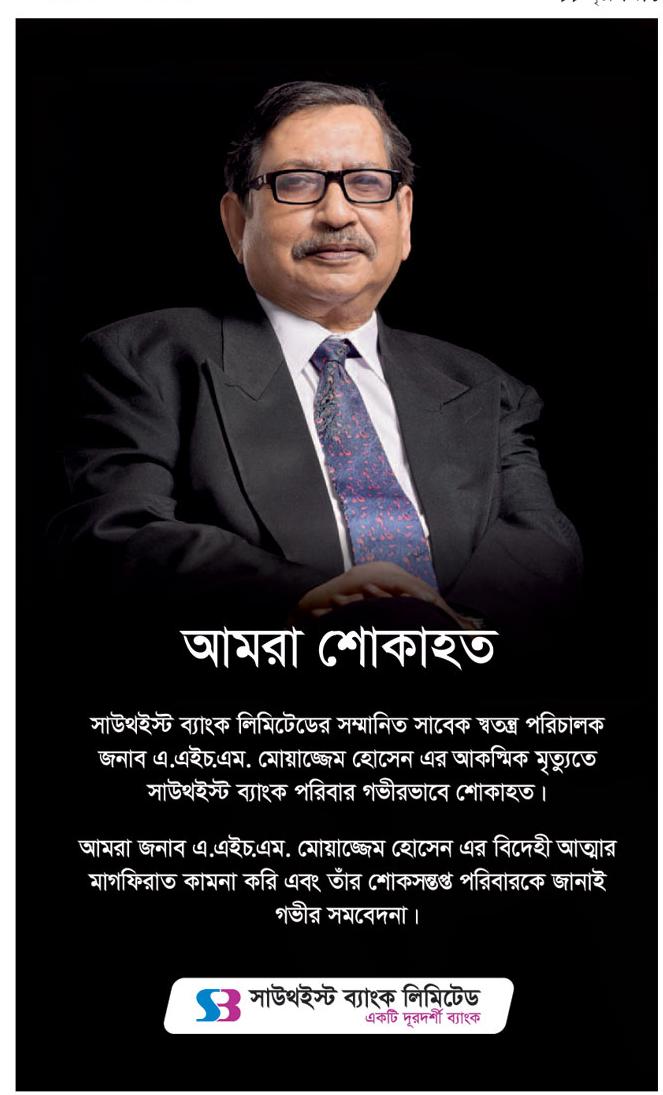 আমরা শোকাহত
সাউথইস্ট ব্যাংক লিমিটেডের সম্মানিত সাবেক স্বতন্ত্র পরিচালক
জনাব এ.এইচ.এম. মোয়াজ্জেম হোসেন এর আকস্মিক মৃত্যুতে
সাউথইস্ট ব্যাংক পরিবার গভীরভাবে শোকাহত।
আমরা জনাব এ.এইচ.এম. মোয়াজ্জেম হোসেন এর বিদেহী আত্মার
মাগফিরাত কামনা করি এবং তাঁর শোকসন্তপ্ত পরিবারকে জানাই
গভীর সমবেদনা।
সাউথইস্ট ব্যাংক লিমিটেড
একটি দূরদর্শী ব্যাংক